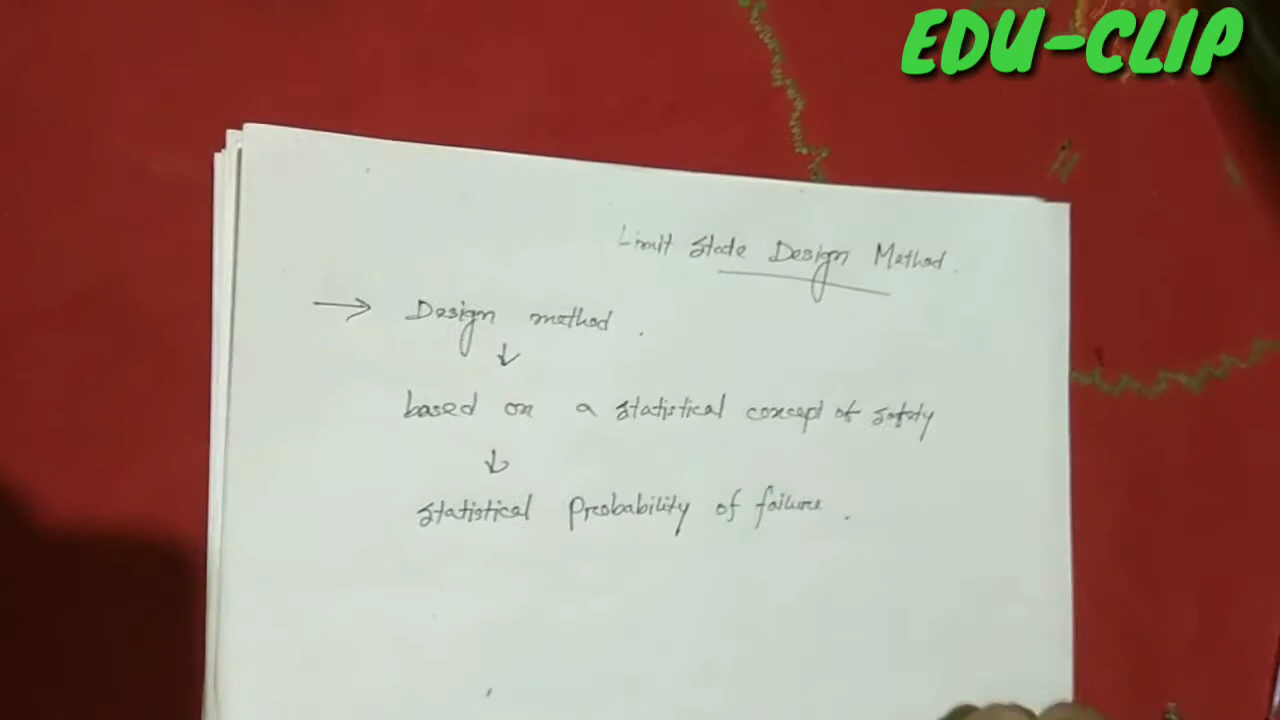 EDU-CLIP
Limit State Design Method.
→ Design method.
↓
based on a statistical concept of safety
↓
statistical Probability of failure.